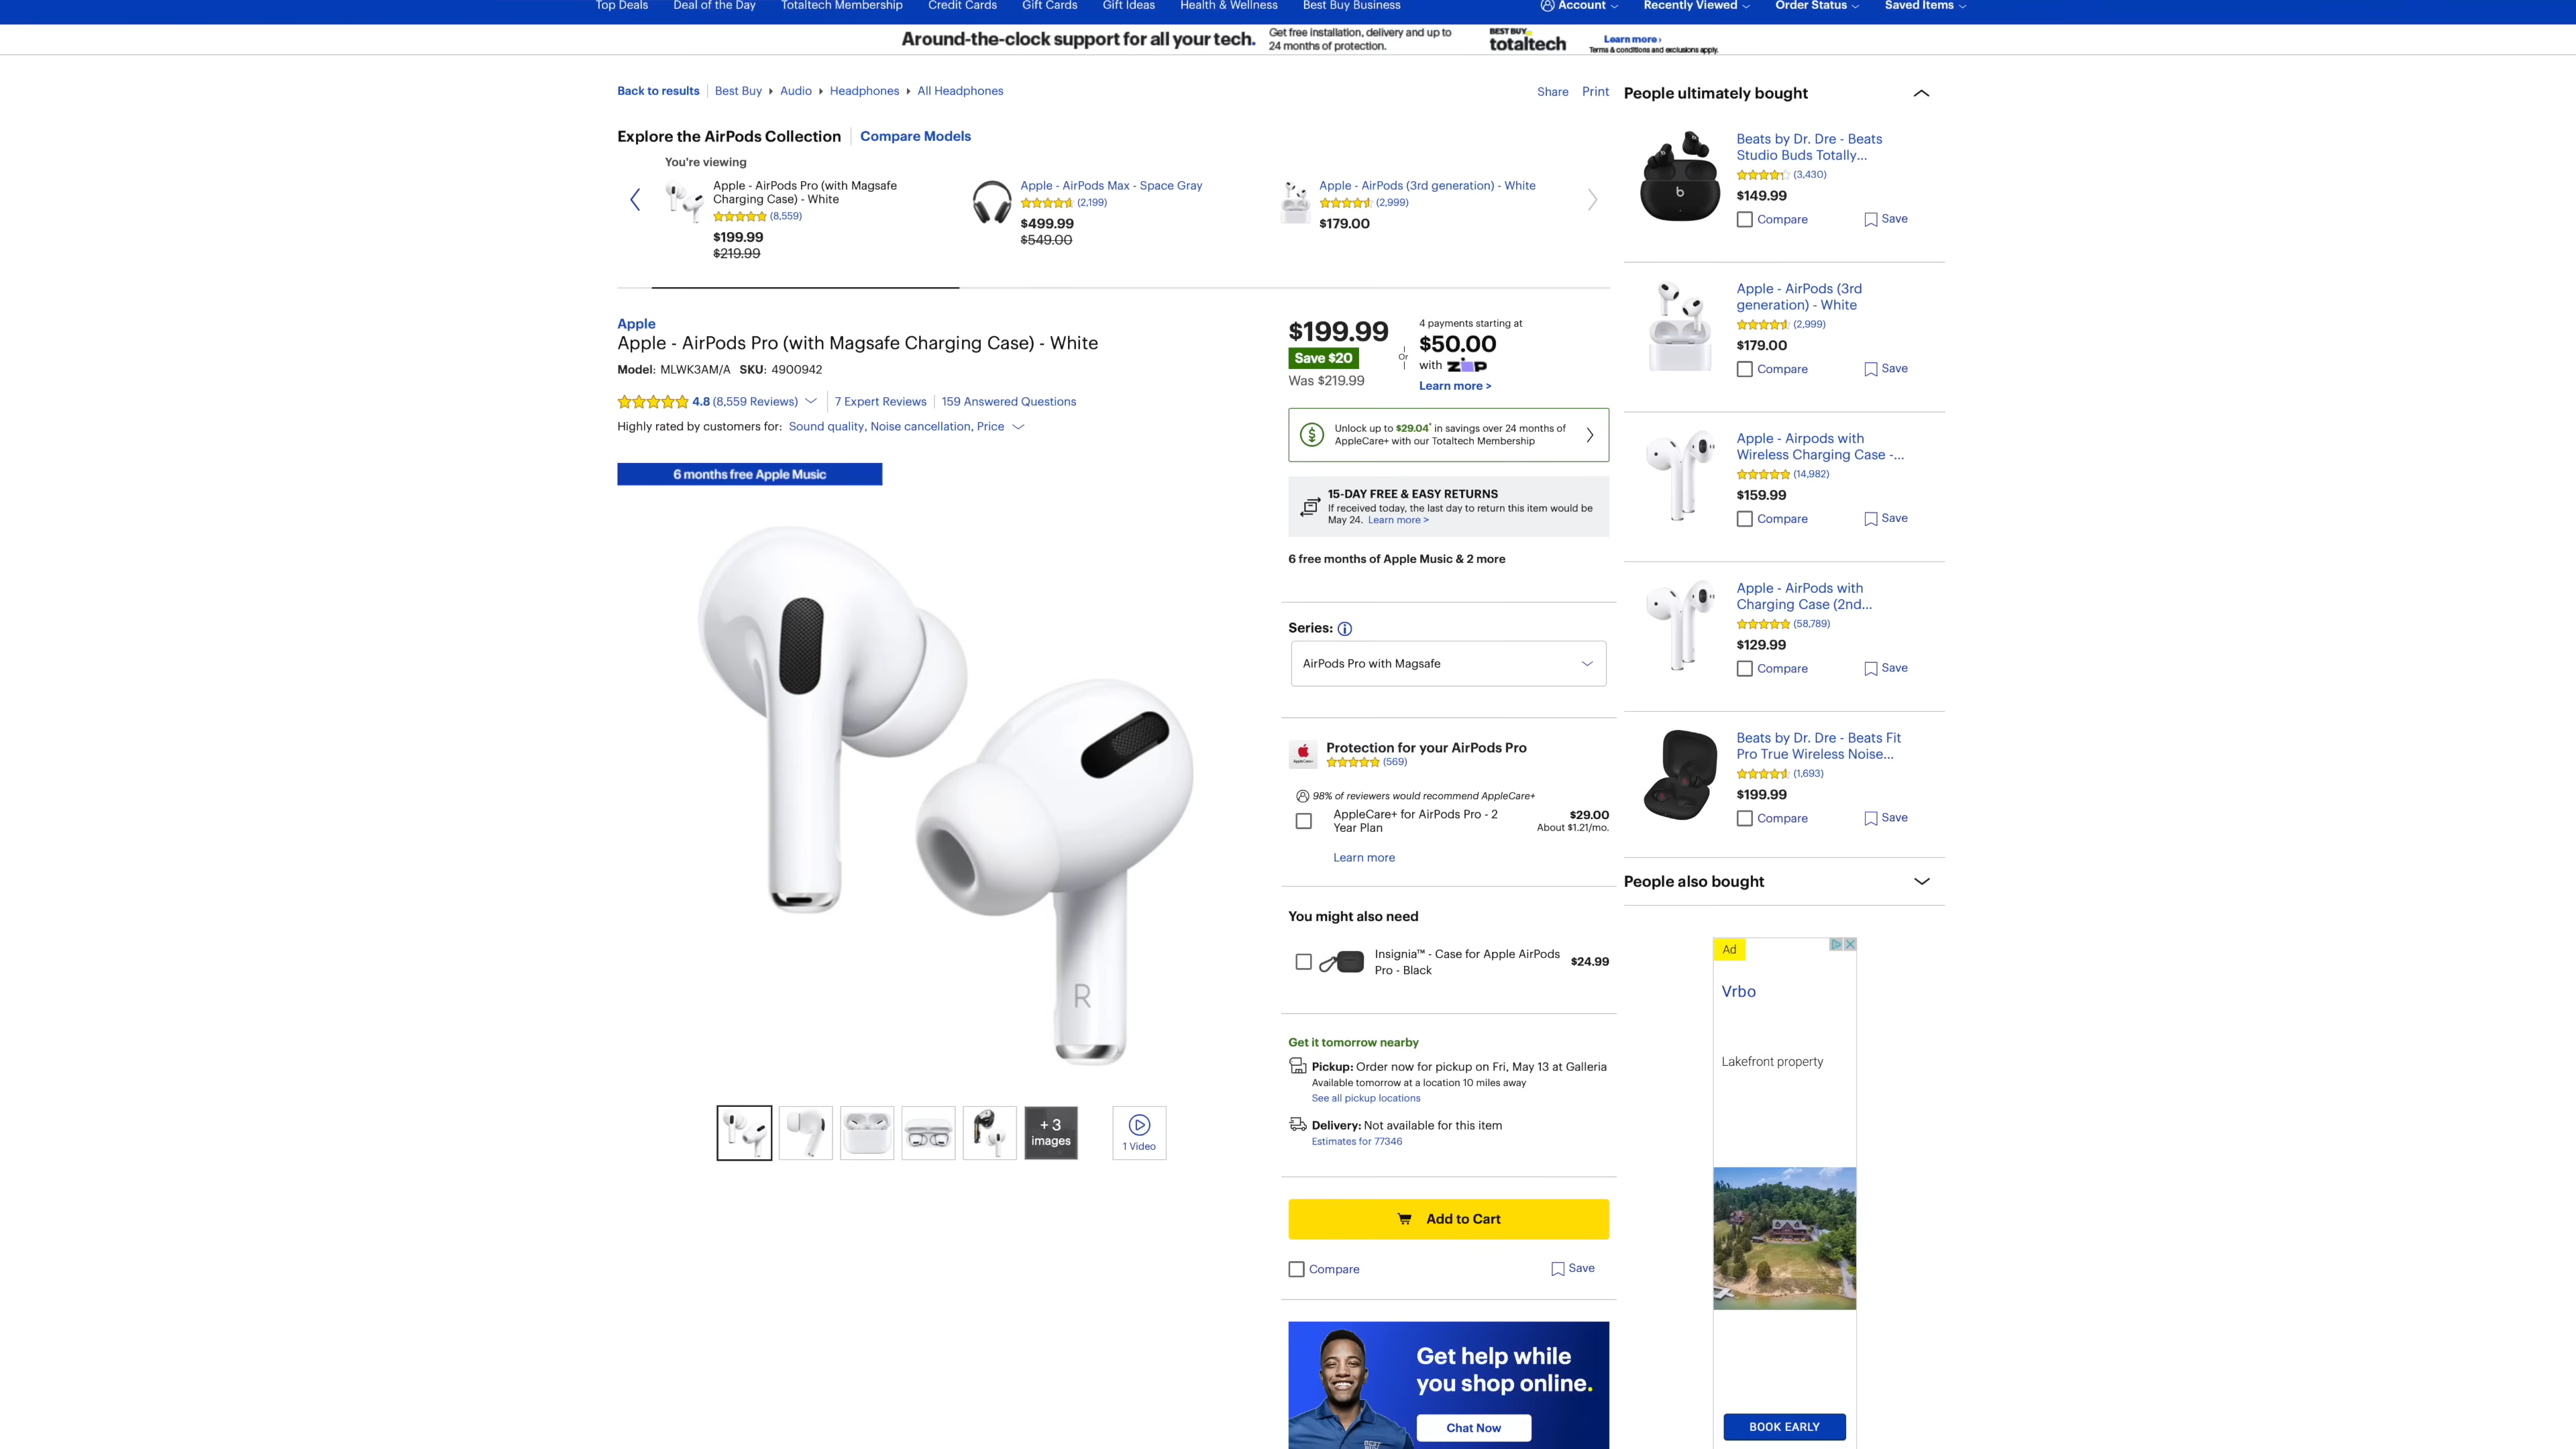 Top Deals
Deal of the Day
Totaltech Membership
Credit Cards
Gift Cards
Gift Ideas
Health & Wellness
Best Buy Business
Account
Recently Viewed
Order Status
Saved Items
Around-the-clock support for all your tech.
Get free installation, delivery and up to
24 months of protection.
BEST BUY
totaltech
Learn more ›
Terms & conditions and exclusions apply.
Back to results
Best Buy
Audio
Headphones
All Headphones
Share
Print
Explore the AirPods Collection
Compare Models
You're viewing
Apple - AirPods Pro (with Magsafe
Charging Case) - White
(8,559)
$199.99
$219.99
Apple - AirPods Max - Space Gray
(2,199)
$499.99
$549.00
Apple - AirPods (3rd generation) - White
(2,999)
$179.00
Apple
Apple - AirPods Pro (with Magsafe Charging Case) - White
Model: MLWK3AM/A SKU: 4900942
4.8 (8,559 Reviews)
7 Expert Reviews
159 Answered Questions
Highly rated by customers for: Sound quality, Noise cancellation, Price
6 months free Apple Music
R
+ 3
images
1 Video
$199.99
Save $20
Was $219.99
Or
4 payments starting at
$50.00
with ZIP
Learn more >
Unlock up to $29.04* in savings over 24 months of
AppleCare+ with our Totaltech Membership
15-DAY FREE & EASY RETURNS
If received today, the last day to return this item would be
May 24. Learn more >
6 free months of Apple Music & 2 more
Series:
AirPods Pro with Magsafe
Protection for your AirPods Pro
(569)
98% of reviewers would recommend AppleCare+
AppleCare+ for AirPods Pro - 2
Year Plan
$29.00
About $1.21/mo.
Learn more
You might also need
Insignia™ - Case for Apple AirPods
Pro - Black
$24.99
Get it tomorrow nearby
Pickup: Order now for pickup on Fri, May 13 at Galleria
Available tomorrow at a location 10 miles away
See all pickup locations
Delivery: Not available for this item
Estimates for 77346
Add to Cart
Compare
Save
Get help while
you shop online.
Chat Now
People ultimately bought
Beats by Dr. Dre - Beats
Studio Buds Totally...
(3,430)
$149.99
Compare
Save
Apple - AirPods (3rd
generation) - White
(2,999)
$179.00
Compare
Save
Apple - Airpods with
Wireless Charging Case -...
(14,982)
$159.99
Compare
Save
Apple - AirPods with
Charging Case (2nd...
(58,789)
$129.99
Compare
Save
Beats by Dr. Dre - Beats Fit
Pro True Wireless Noise...
(1,693)
$199.99
Compare
Save
People also bought
Ad
Vrbo
Lakefront property
BOOK EARLY